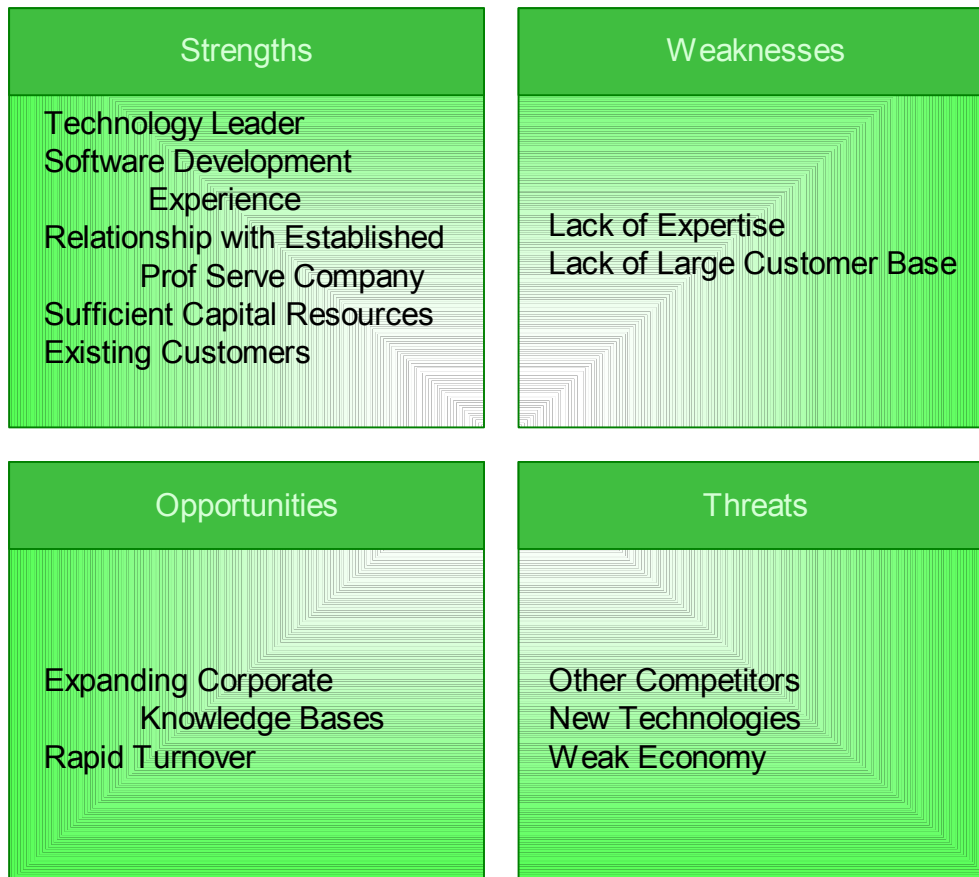 Strengths
Technology Leader
Software Development
Experience
Relationship with Established
Prof Serve Company
Sufficient Capital Resources
Existing Customers
Weaknesses
Lack of Expertise
Lack of Large Customer Base
Opportunities
Expanding Corporate
Knowledge Bases
Rapid Turnover
Threats
Other Competitors
New Technologies
Weak Economy